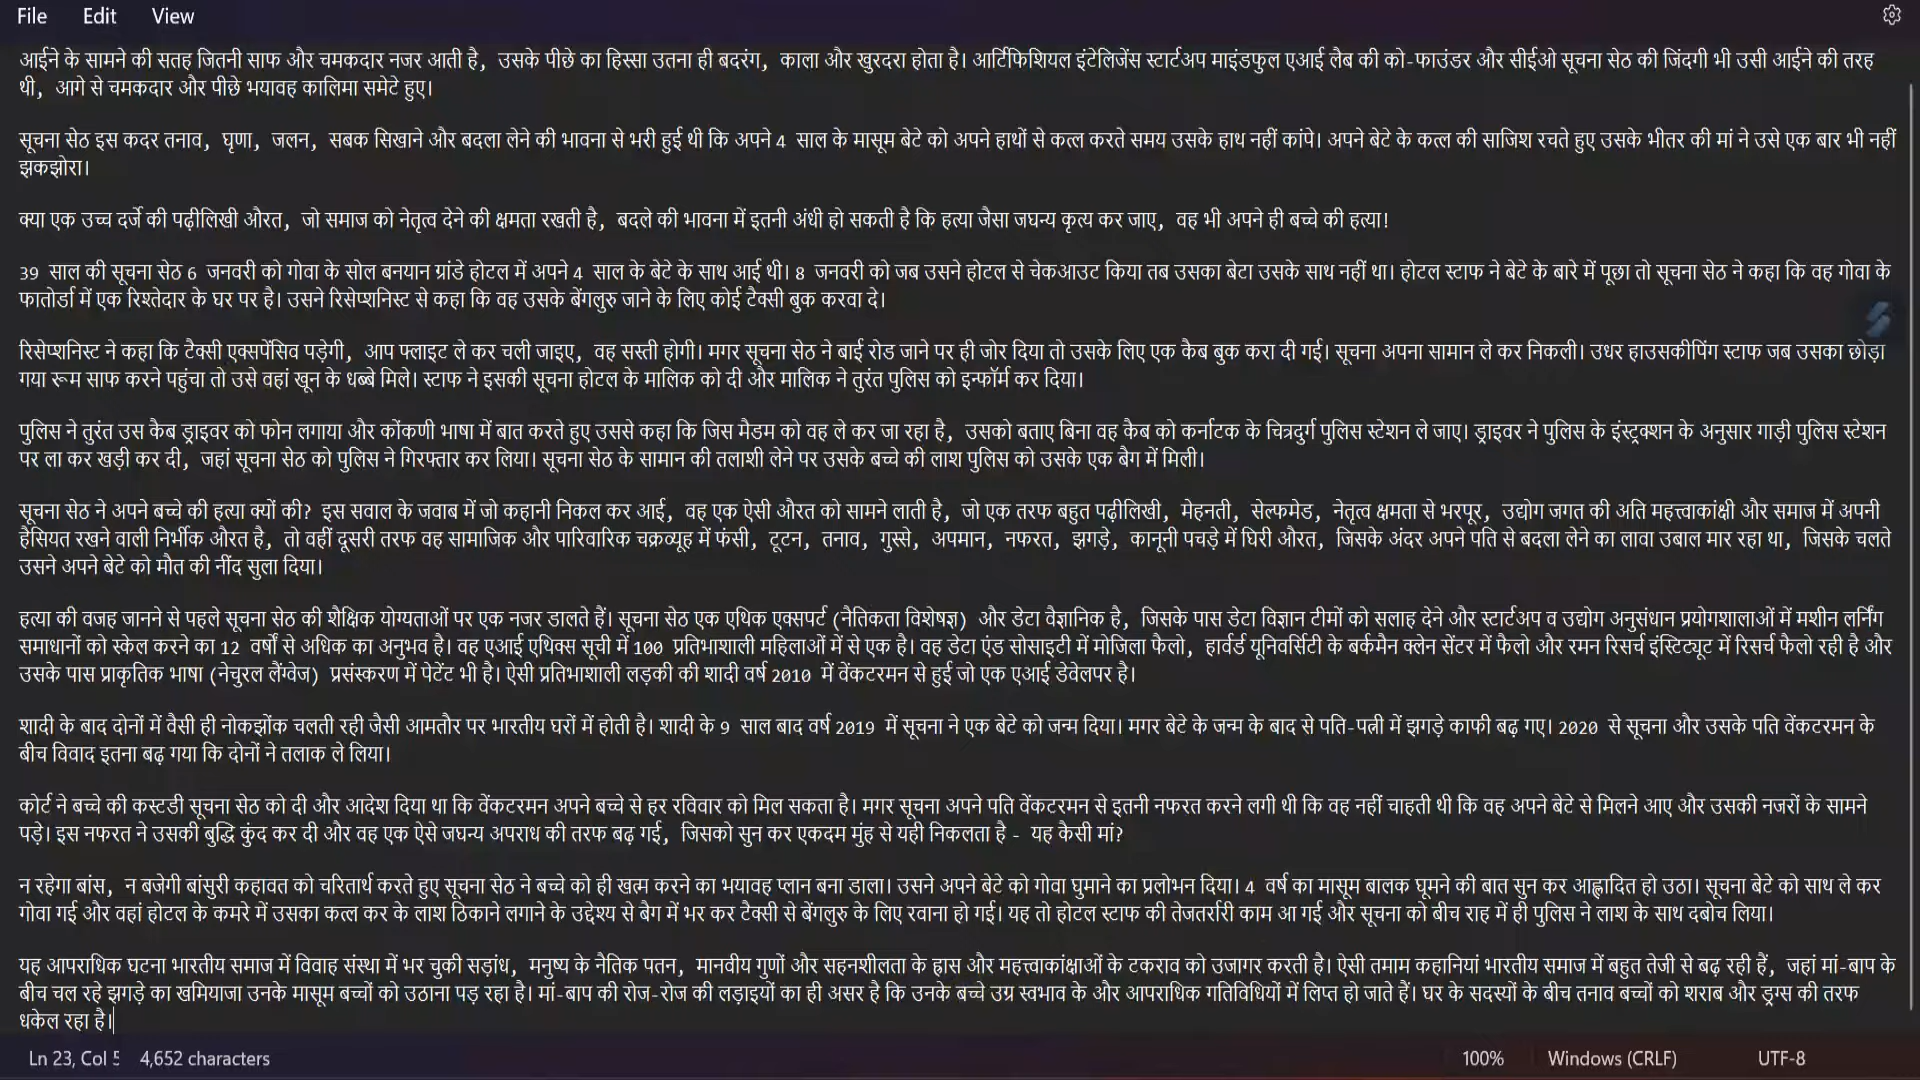 File Edit View
आईने के सामने की सतह जितनी साफ और चमकदार नजर आती है, उसके पीछे का हिस्सा उतना ही बदरंग, काला और खुरदरा होता है। आर्टिफिशियल इंटेलिजेंस स्टार्टअप माइंडफुल एआई लैब की को-फाउंडर और सीईओ सूचना सेठ की जिंदगी भी उसी आईने की तरह
थी, आगे से चमकदार और पीछे भयावह कालिमा समेटे हुए।
सूचना सेठ इस कदर तनाव, घृणा, जलन, सबक सिखाने और बदला लेने की भावना से भरी हुई थी कि अपने 4 साल के मासूम बेटे को अपने हाथों से कत्ल करते समय उसके हाथ नहीं कांपे। अपने बेटे के कत्ल की साजिश रचते हुए उसके भीतर की मां ने उसे एक बार भी नहीं
झकझोरा।
क्या एक उच्च दर्जे की पढ़ीलिखी औरत, जो समाज को नेतृत्व देने की क्षमता रखती है, बदले की भावना में इतनी अंधी हो सकती है कि हत्या जैसा जघन्य कृत्य कर जाए, वह भी अपने ही बच्चे की हत्या!
39 साल की सूचना सेठ 6 जनवरी को गोवा के सोल बनयान ग्रांडे होटल में अपने 4 साल के बेटे के साथ आई थी। 8 जनवरी को जब उसने होटल से चेकआउट किया तब उसका बेटा उसके साथ नहीं था। होटल स्टाफ ने बेटे के बारे में पूछा तो सूचना सेठ ने कहा कि वह गोवा के
फातोर्डा में एक रिश्तेदार के घर पर है। उसने रिसेप्शनिस्ट से कहा कि वह उसके बेंगलुरु जाने के लिए कोई टैक्सी बुक करवा दे।
रिसेप्शनिस्ट ने कहा कि टैक्सी एक्सपेंसिव पड़ेगी, आप फ्लाइट ले कर चली जाइए, वह सस्ती होगी। मगर सूचना सेठ ने बाई रोड जाने पर ही जोर दिया तो उसके लिए एक कैब बुक करा दी गई। सूचना अपना सामान ले कर निकली। उधर हाउसकीपिंग स्टाफ जब उसका छोड़ा
गया रूम साफ करने पहुंचा तो उसे वहां खून के धब्बे मिले। स्टाफ ने इसकी सूचना होटल के मालिक को दी और मालिक ने तुरंत पुलिस को इन्फॉर्म कर दिया।
पुलिस ने तुरंत उस कैब ड्राइवर को फोन लगाया और कोंकणी भाषा में बात करते हुए उससे कहा कि जिस मैडम को वह ले कर जा रहा है, उसको बताए बिना वह कैब को कर्नाटक के चित्रदुर्ग पुलिस स्टेशन ले जाए। ड्राइवर ने पुलिस के इंस्ट्रक्शन के अनुसार गाड़ी पुलिस स्टेशन
पर ला कर खड़ी कर दी, जहां सूचना सेठ को पुलिस ने गिरफ्तार कर लिया। सूचना सेठ के सामान की तलाशी लेने पर उसके बच्चे की लाश पुलिस को उसके एक बैग में मिली।
सूचना सेठ ने अपने बच्चे की हत्या क्यों की? इस सवाल के जवाब में जो कहानी निकल कर आई, वह एक ऐसी औरत को सामने लाती है, जो एक तरफ बहुत पढ़ीलिखी, मेहनती, सेल्फमेड, नेतृत्व क्षमता से भरपूर, उद्योग जगत की अति महत्त्वाकांक्षी और समाज में अपनी
हैसियत रखने वाली निर्भीक औरत है, तो वहीं दूसरी तरफ वह सामाजिक और पारिवारिक चक्रव्यूह में फंसी, टूटन, तनाव, गुस्से, अपमान, नफरत, झगड़े, कानूनी पचड़े में घिरी औरत, जिसके अंदर अपने पति से बदला लेने का लावा उबाल मार रहा था, जिसके चलते
उसने अपने बेटे को मौत की नींद सुला दिया।
हत्या की वजह जानने से पहले सूचना सेठ की शैक्षिक योग्यताओं पर एक नजर डालते हैं। सूचना सेठ एक एथिक एक्सपर्ट (नैतिकता विशेषज्ञ) और डेटा वैज्ञानिक है, जिसके पास डेटा विज्ञान टीमों को सलाह देने और स्टार्टअप व उद्योग अनुसंधान प्रयोगशालाओं में मशीन लर्निंग
समाधानों को स्केल करने का 12 वर्षों से अधिक का अनुभव है। वह एआई एथिक्स सूची में 100 प्रतिभाशाली महिलाओं में से एक है। वह डेटा एंड सोसाइटी में मोजिला फैलो, हार्वर्ड यूनिवर्सिटी के बर्कमैन क्लेन सेंटर में फैलो और रमन रिसर्च इंस्टिट्यूट में रिसर्च फैलो रही है और
उसके पास प्राकृतिक भाषा (नेचुरल लैंग्वेज) प्रसंस्करण में पेटेंट भी है। ऐसी प्रतिभाशाली लड़की की शादी वर्ष 2010 में वेंकटरमन से हुई जो एक एआई डेवेलपर है।
शादी के बाद दोनों में वैसी ही नोकझोंक चलती रही जैसी आमतौर पर भारतीय घरों में होती है। शादी के 9 साल बाद वर्ष 2019 में सूचना ने एक बेटे को जन्म दिया। मगर बेटे के जन्म के बाद से पति-पत्नी में झगड़े काफी बढ़ गए। 2020 से सूचना और उसके पति वेंकटरमन के
बीच विवाद इतना बढ़ गया कि दोनों ने तलाक ले लिया।
कोर्ट ने बच्चे की कस्टडी सूचना सेठ को दी और आदेश दिया था कि वेंकटरमन अपने बच्चे से हर रविवार को मिल सकता है। मगर सूचना अपने पति वेंकटरमन से इतनी नफरत करने लगी थी कि वह नहीं चाहती थी कि वह अपने बेटे से मिलने आए और उसकी नजरों के सामने
पड़े। इस नफरत ने उसकी बुद्धि कुंद कर दी और वह एक ऐसे जघन्य अपराध की तरफ बढ़ गई, जिसको सुन कर एकदम मुंह से यही निकलता है - यह कैसी मां?
न रहेगा बांस, न बजेगी बांसुरी कहावत को चरितार्थ करते हुए सूचना सेठ ने बच्चे को ही खत्म करने का भयावह प्लान बना डाला। उसने अपने बेटे को गोवा घुमाने का प्रलोभन दिया। 4 वर्ष का मासूम बालक घूमने की बात सुन कर आह्लादित हो उठा। सूचना बेटे को साथ ले कर
गोवा गई और वहां होटल के कमरे में उसका कत्ल कर के लाश ठिकाने लगाने के उद्देश्य से बैग में भर कर टैक्सी से बेंगलुरु के लिए रवाना हो गई। यह तो होटल स्टाफ की तेजतर्रारी काम आ गई और सूचना को बीच राह में ही पुलिस ने लाश के साथ दबोच लिया।
यह आपराधिक घटना भारतीय समाज में विवाह संस्था में भर चुकी सड़ांध, मनुष्य के नैतिक पतन, मानवीय गुणों और सहनशीलता के ह्रास और महत्त्वाकांक्षाओं के टकराव को उजागर करती है। ऐसी तमाम कहानियां भारतीय समाज में बहुत तेजी से बढ़ रही हैं, जहां मां-बाप के
बीच चल रहे झगड़े का खमियाजा उनके मासूम बच्चों को उठाना पड़ रहा है। मां-बाप की रोज-रोज की लड़ाइयों का ही असर है कि उनके बच्चे उग्र स्वभाव के और आपराधिक गतिविधियों में लिप्त हो जाते हैं। घर के सदस्यों के बीच तनाव बच्चों को शराब और ड्रग्स की तरफ
धकेल रहा है।
Ln 23, Col 5 4,652 characters 100% Windows (CRLF) UTF-8